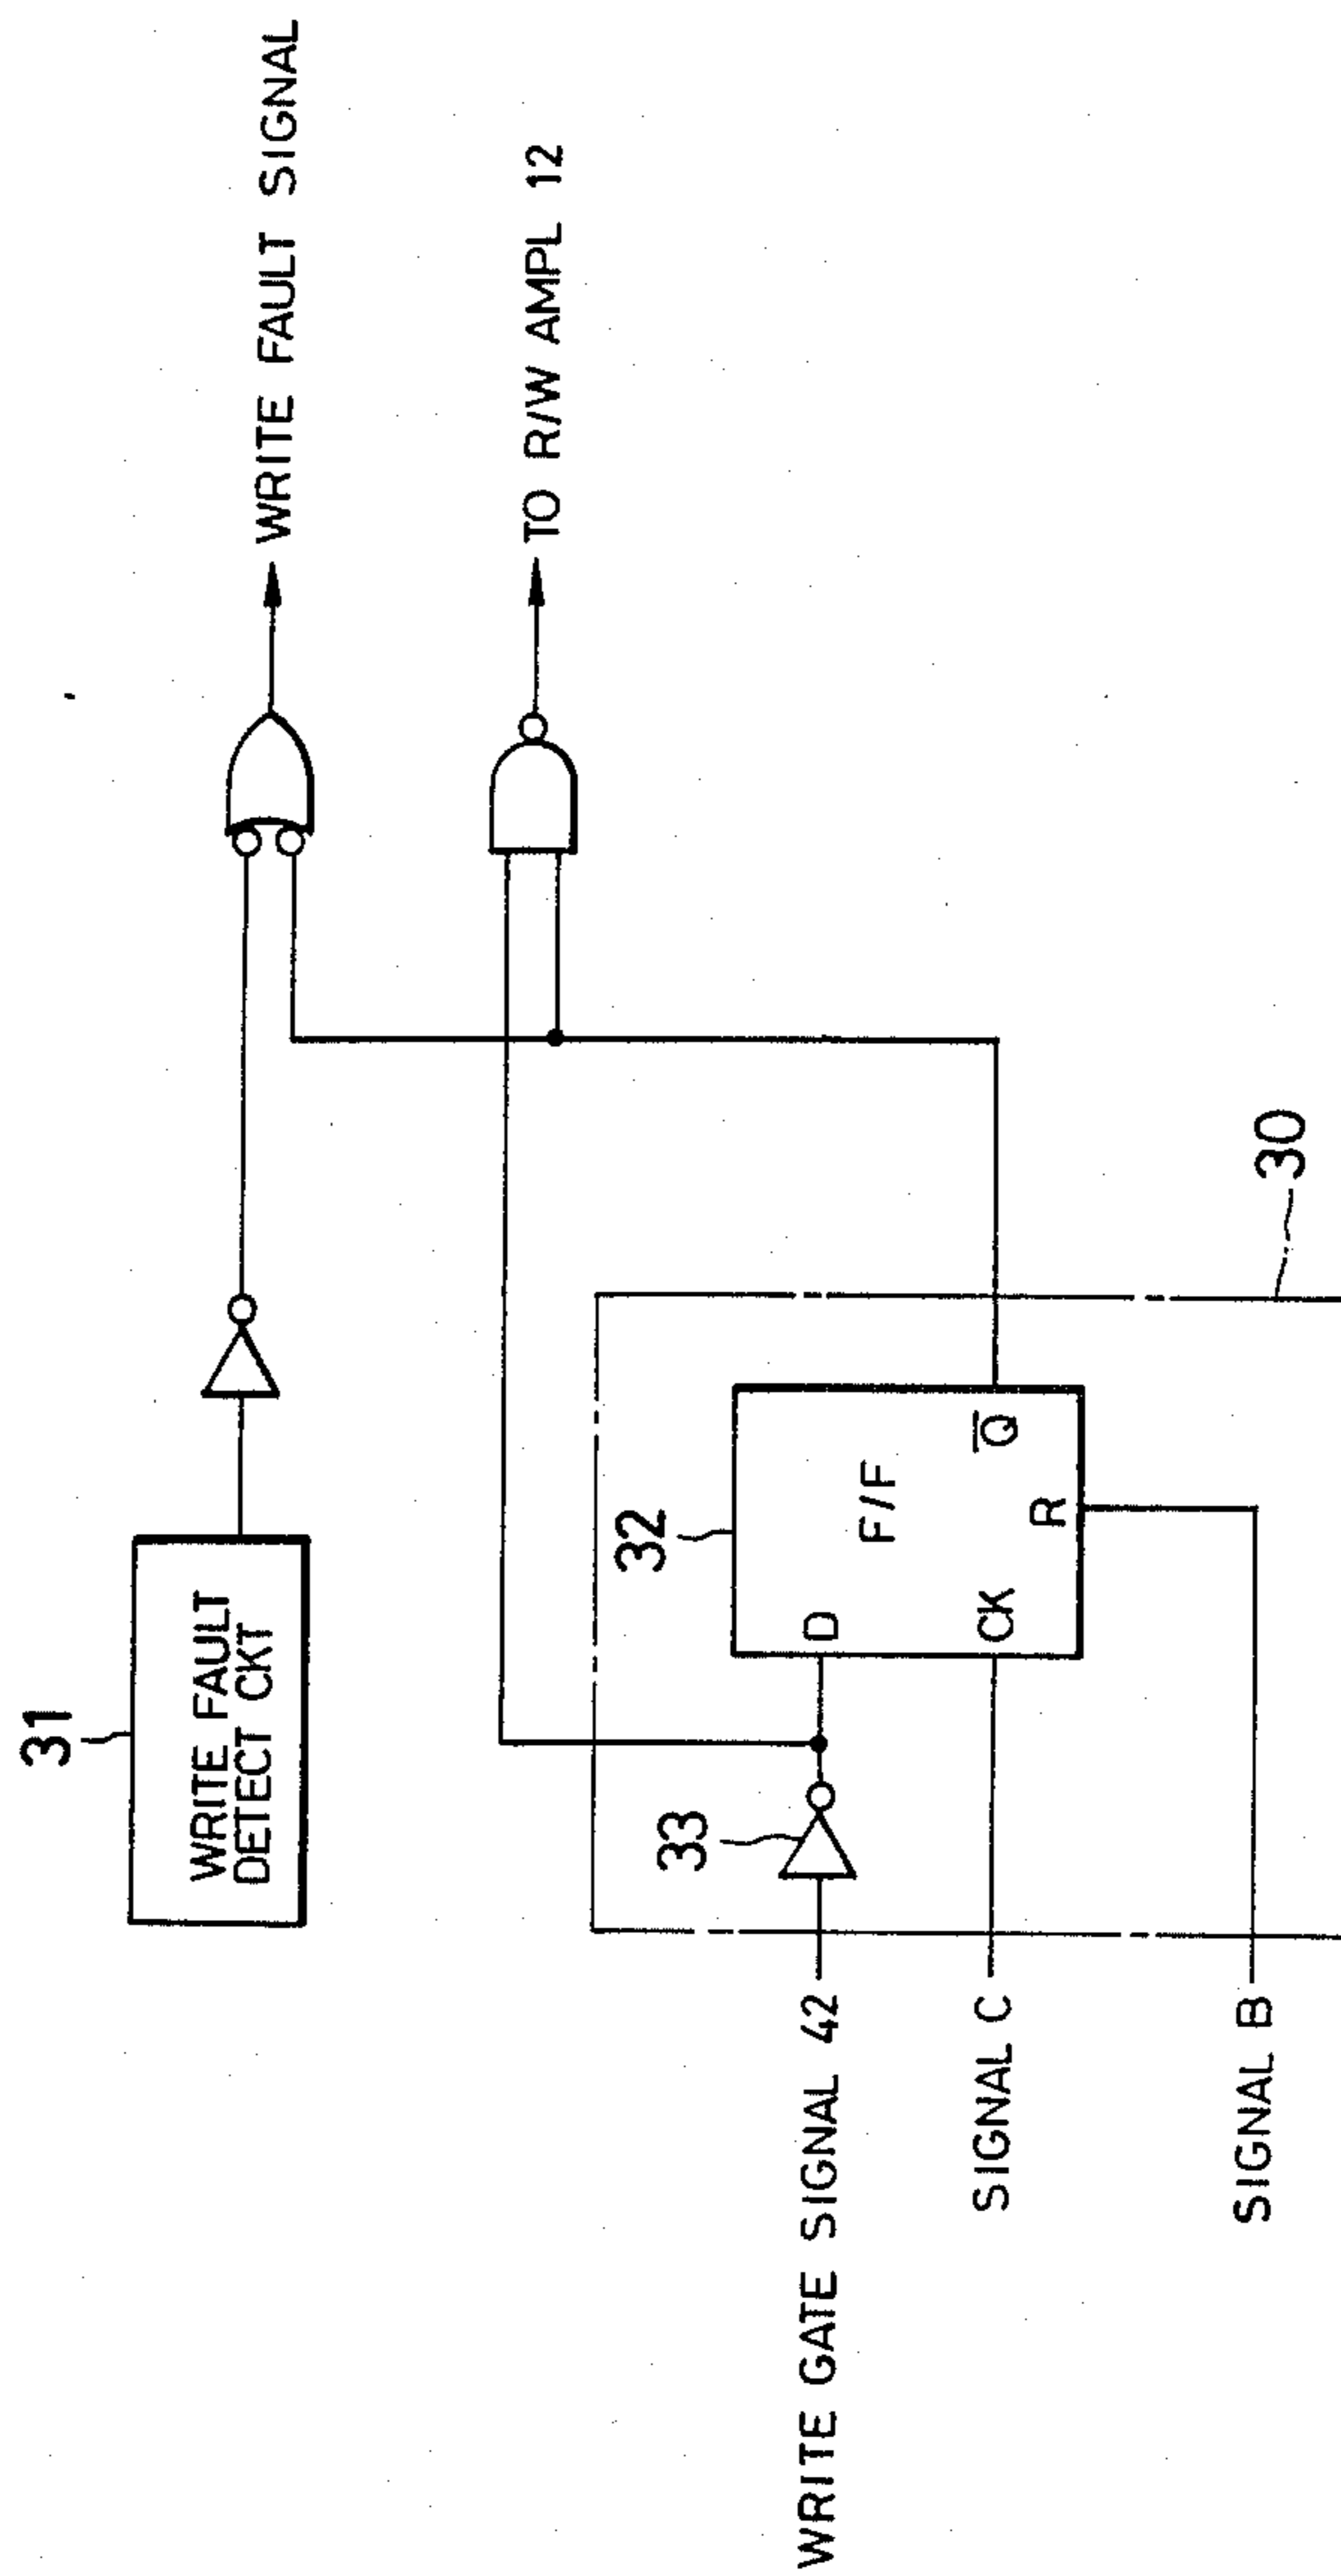 31
WRITE FAULT
DETECT CKT
WRITE FAULT SIGNAL
TO R/W AMPL 12
32
33
D
F/F
CK
Q̅
R
WRITE GATE SIGNAL 42
SIGNAL C
SIGNAL B
30